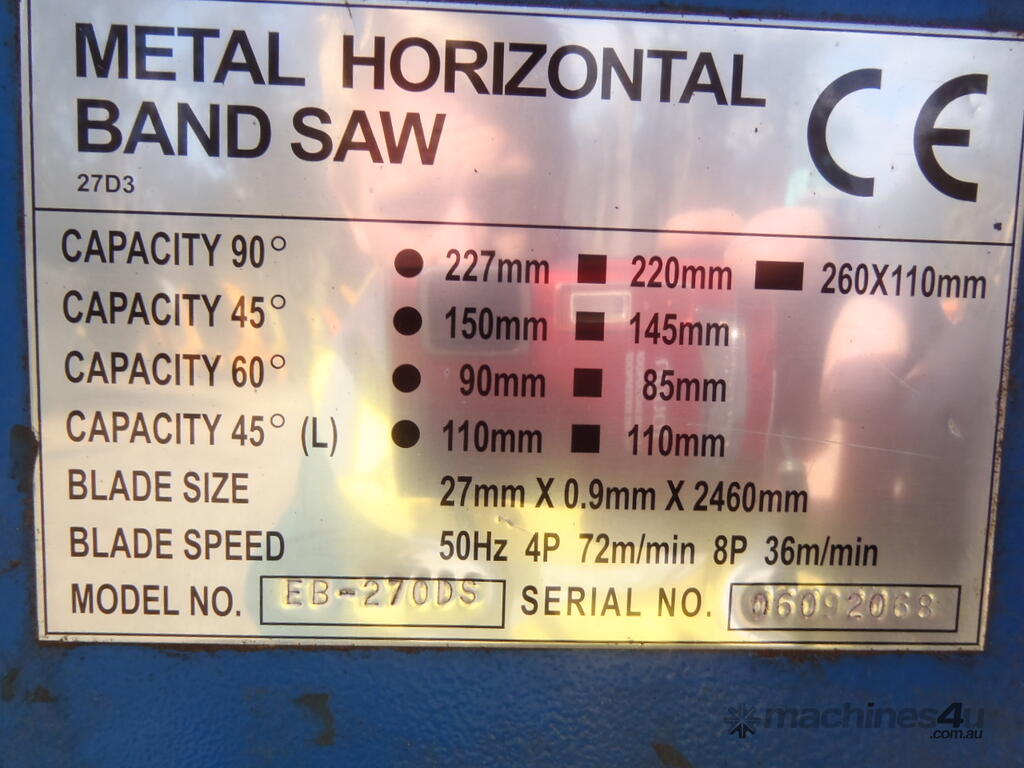 METAL HORIZONTAL
BAND SAW
CE
27D3
CAPACITY 90° ● 227mm ■ 220mm ▬ 260X110mm
CAPACITY 45° ● 150mm ■ 145mm
CAPACITY 60° ● 90mm ■ 85mm
CAPACITY 45° (L) ● 110mm ■ 110mm
BLADE SIZE 27mm X 0.9mm X 2460mm
BLADE SPEED 50Hz 4P 72m/min 8P 36m/min
MODEL NO. EB-270DS SERIAL NO. 06092068
machines4u
.com.au